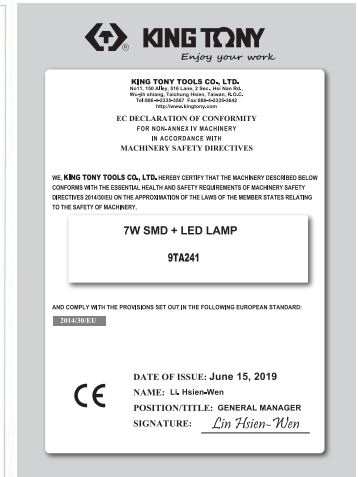 KING TONY
Enjoy your work
KING TONY TOOLS CO., LTD.
No11, 150 Alley, 516 Lane, 2 Sec., Hsi Nan Rd.,
Wu-jih shiang, Taichung Hsien, Taiwan, R.O.C.
Tel:886-4-2335-3567 Fax:886-4-2335-3642
http://www.kingtony.com
EC DECLARATION OF CONFORMITY
FOR NON-ANNEX IV MACHINERY
IN ACCORDANCE WITH
MACHINERY SAFETY DIRECTIVES
WE, KING TONY TOOLS CO., LTD. HEREBY CERTIFY THAT THE MACHINERY DESCRIBED BELOW
CONFORMS WITH THE ESSENTIAL HEALTH AND SAFETY REQUIREMENTS OF MACHINERY SAFETY
DIRECTIVES 2014/30/EU ON THE APPROXIMATION OF THE LAWS OF THE MEMBER STATES RELATING
TO THE SAFETY OF MACHINERY.
7W SMD + LED LAMP
9TA241
AND COMPLY WITH THE PROVISIONS SET OUT IN THE FOLLOWING EUROPEAN STANDARD:
2014/30/EU
CE
DATE OF ISSUE: June 15, 2019
NAME: Li. Hsien-Wen
POSITION/TITLE: GENERAL MANAGER
SIGNATURE: Lin Hsien-Wen